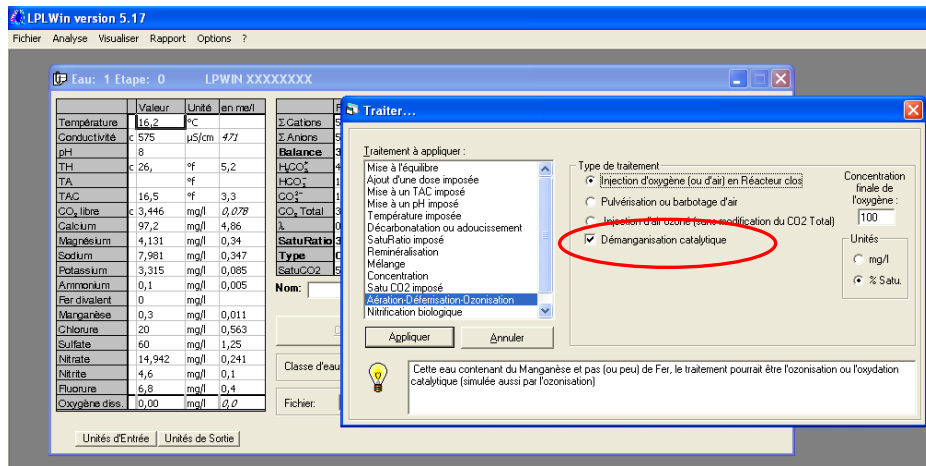 LPLWin version 5.17
Fichier Analyse Visualiser Rapport Options ?
Eau: 1 Etape: 0 LPWIN XXXXXXXX
Valeur Unité en me/l
Température 16,2 °C
Conductivité c 575 µS/cm 471
pH 8
TH c 26, °f 5,2
TA °f
TAC 16,5 °f 3,3
CO₂ libre c 3,446 mg/l 0,078
Calcium 97,2 mg/l 4,86
Magnésium 4,131 mg/l 0,34
Sodium 7,981 mg/l 0,347
Potassium 3,315 mg/l 0,085
Ammonium 0,1 mg/l 0,005
Fer divalent 0 mg/l
Manganèse 0,3 mg/l 0,011
Chlorure 20 mg/l 0,563
Sulfate 60 mg/l 1,25
Nitrate 14,942 mg/l 0,241
Nitrite 4,6 mg/l 0,1
Fluorure 6,8 mg/l 0,4
Oxygène diss. 0,00 mg/l 0,0
Unités d'Entrée Unités de Sortie
Σ Cations 5
Σ Anions 5
Balance 3
H₂CO₃* 4
HCO₃⁻ 1
CO₃²⁻ 1
CO₂ Total 3
λ 0
SatuRatio 3
Type
SatuCO2 5
Nom:
Classe d'eau
Fichier:
Traiter...
Traitement à appliquer :
Mise à l'équilibre
Ajout d'une dose imposée
Mise à un TAC imposé
Mise à un pH imposé
Température imposée
Décarbonatation ou adoucissement
SatuRatio imposé
Reminéralisation
Mélange
Concentration
Satu CO2 imposé
Aération-Déferrisation-Ozonisation
Nitrification biologique
Appliquer Annuler
Type de traitement
Injection d'oxygène (ou d'air) en Réacteur clos
Pulvérisation ou barbotage d'air
Injection d'air ozoné (sans modification du CO2 Total)
Démanganisation catalytique
Concentration
finale de
l'oxygène :
100
Unités
mg/l
% Satu.
Cette eau contenant du Manganèse et pas (ou peu) de Fer, le traitement pourrait être l'ozonisation ou l'oxydation
catalytique (simulée aussi par l'ozonisation)